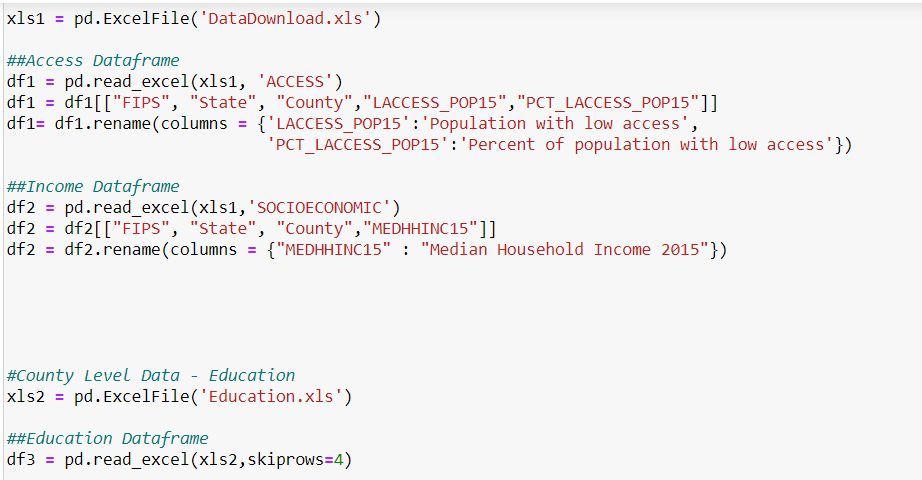 xls1 = pd.ExcelFile('DataDownload.xls')
##Access Dataframe
df1 = pd.read_excel(xls1, 'ACCESS')
df1 = df1[["FIPS", "State", "County","LACCESS_POP15","PCT_LACCESS_POP15"]]
df1= df1.rename(columns = {'LACCESS_POP15':'Population with low access',
'PCT_LACCESS_POP15':'Percent of population with low access'})
##Income Dataframe
df2 = pd.read_excel(xls1,'SOCIOECONOMIC')
df2 = df2[["FIPS", "State", "County","MEDHHINC15"]]
df2 = df2.rename(columns = {"MEDHHINC15" : "Median Household Income 2015"})
#County Level Data - Education
xls2 = pd.ExcelFile('Education.xls')
##Education Dataframe
df3 = pd.read_excel(xls2,skiprows=4)